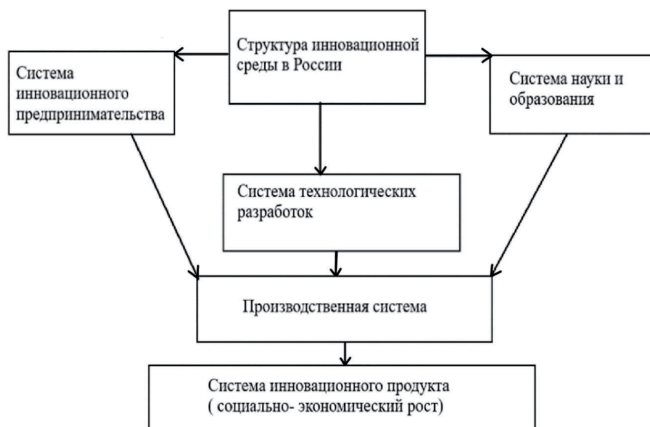 Структура инновационной
среды в России
Система
инновационного
предпринимательства
Система науки и
образования
Система технологических
разработок
Производственная система
Система инновационного продукта
( социально- экономический рост)